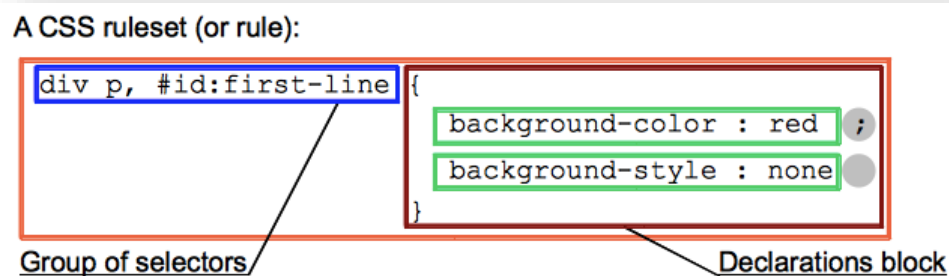 A CSS ruleset (or rule):
div p, #id:first-line {
background-color : red ;
background-style : none
}
Group of selectors
Declarations block